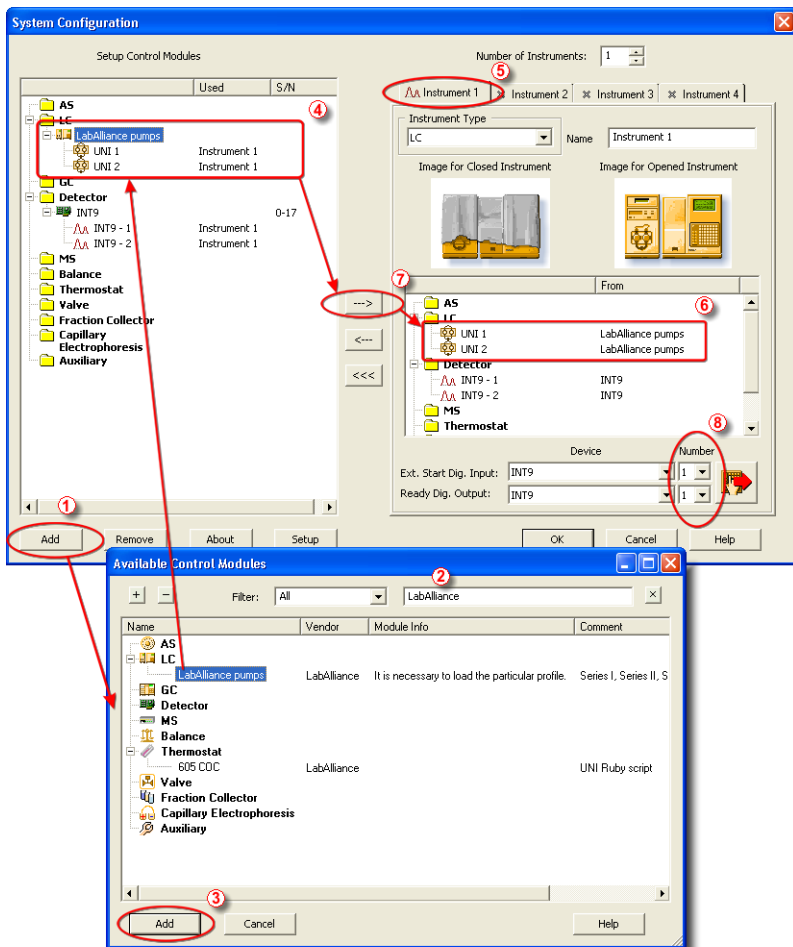 System Configuration
Setup Control Modules
Number of Instruments: 1
Used S/N
AS
LC
LabAlliance pumps
UNI 1 Instrument 1
UNI 2 Instrument 1
GC
Detector
INT9 0-17
INT9 - 1 Instrument 1
INT9 - 2 Instrument 1
MS
Balance
Thermostat
Valve
Fraction Collector
Capillary
Electrophoresis
Auxiliary
4
--->
<---
<<<
5
Instrument 1 Instrument 2 Instrument 3 Instrument 4
Instrument Type
LC Name Instrument 1
Image for Closed Instrument Image for Opened Instrument
7
From
6
AS
LC
UNI 1 LabAlliance pumps
UNI 2 LabAlliance pumps
Detector
INT9 - 1 INT9
INT9 - 2 INT9
MS
Thermostat
8
Device Number
Ext. Start Dig. Input: INT9 1
Ready Dig. Output: INT9 1
1
Add Remove About Setup OK Cancel Help
Available Control Modules
2
+ - Filter: All LabAlliance ×
Name Vendor Module Info Comment
AS
LC
LabAlliance pumps LabAlliance It is necessary to load the particular profile. Series I, Series II, S
GC
Detector
MS
Balance
Thermostat
605 COC LabAlliance UNI Ruby script
Valve
Fraction Collector
Capillary Electrophoresis
Auxiliary
3
Add Cancel Help